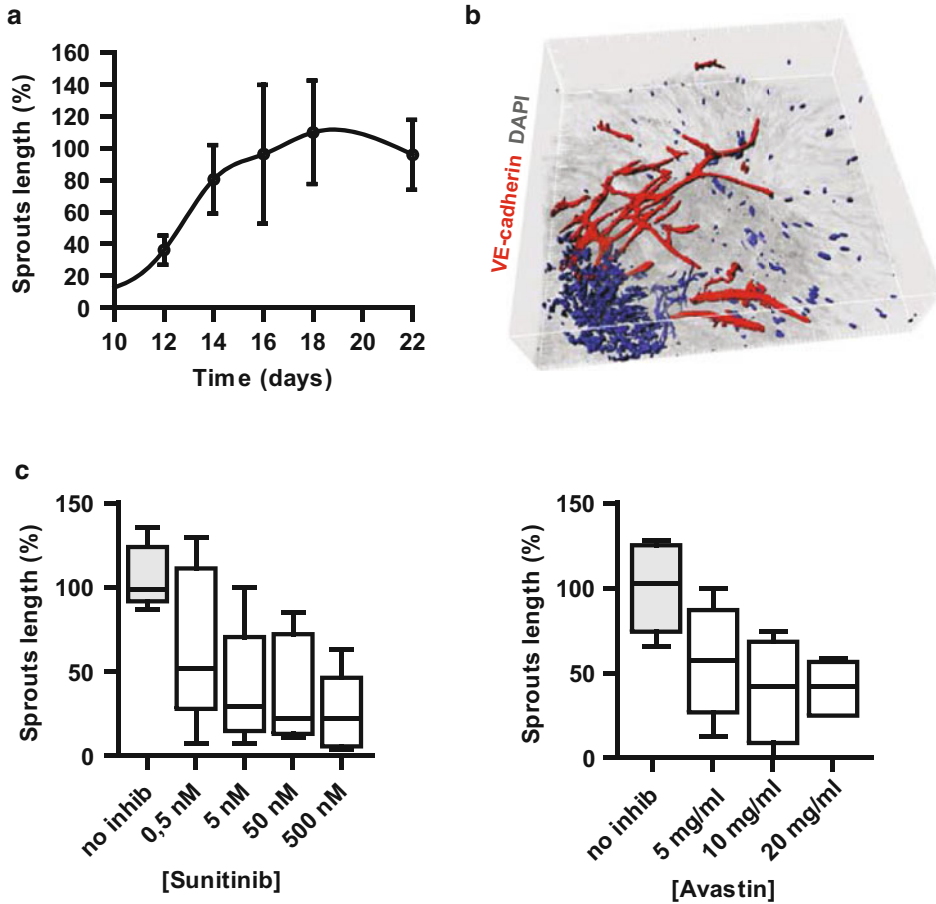 a
160
140
120
100
80
60
40
20
0
Sprouts length (%)
10 12 14 16 18 20 22
Time (days)
b
VE-cadherin DAPI
c
150
100
50
0
Sprouts length (%)
no inhib
0,5 nM
5 nM
50 nM
500 nM
[Sunitinib]
150
100
50
0
Sprouts length (%)
no inhib
5 mg/ml
10 mg/ml
20 mg/ml
[Avastin]